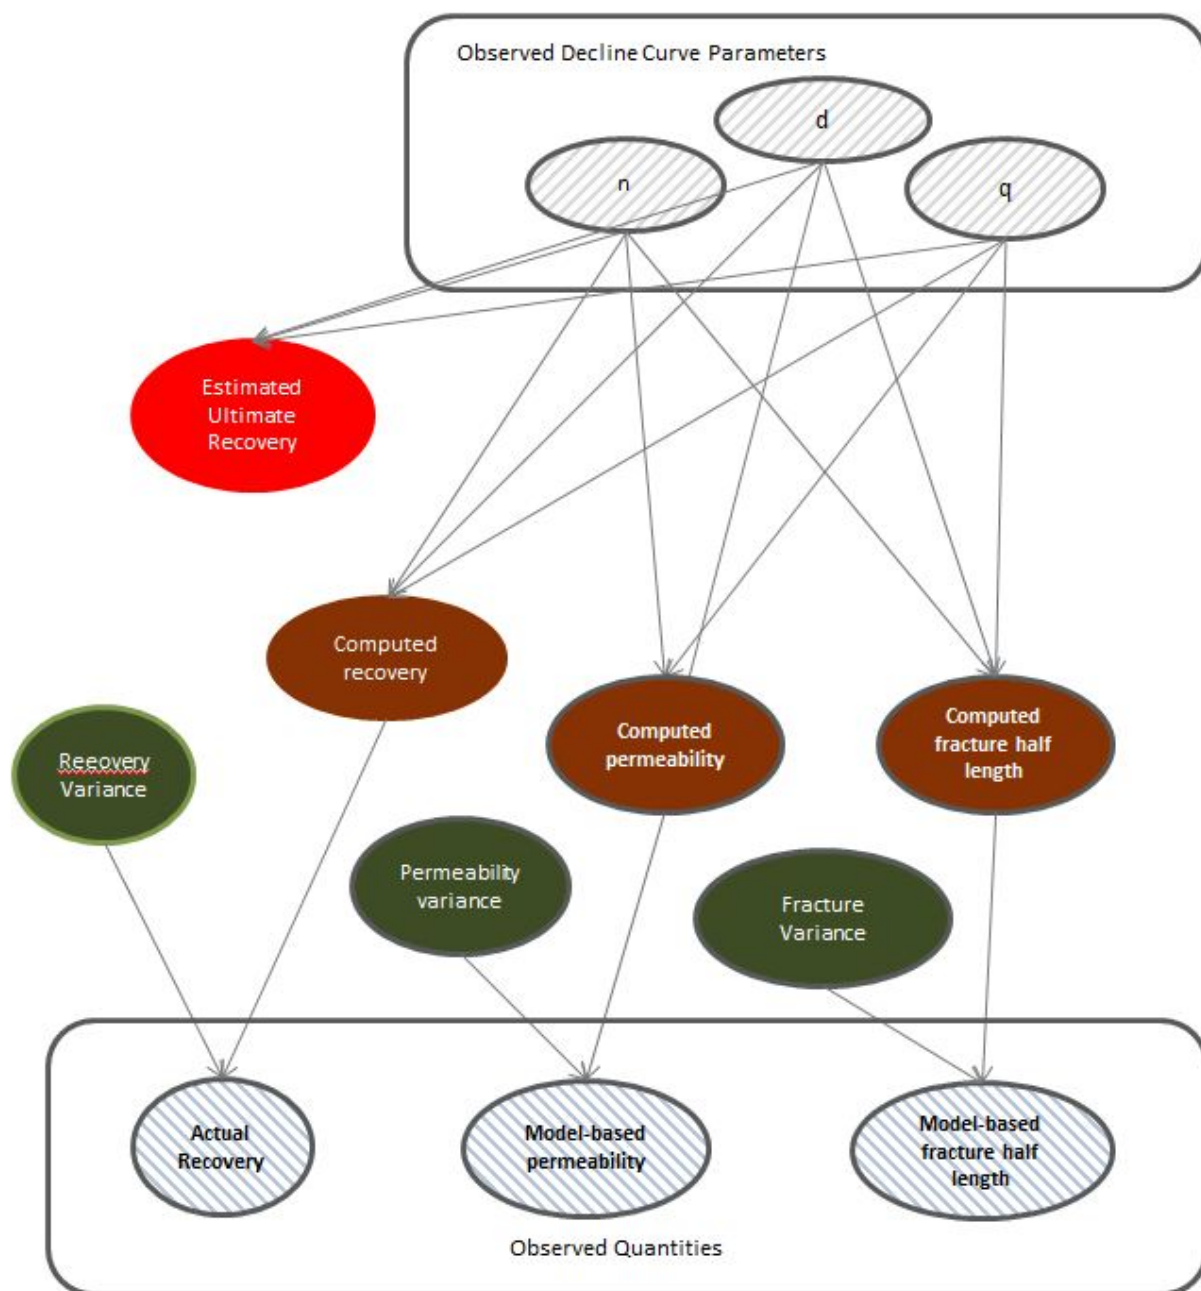 Observed Decline Curve Parameters
d
n
q
Estimated
Ultimate
Recovery
Computed
recovery
Computed
permeability
Computed
fracture half
length
Reeovery
Variance
Permeability
variance
Fracture
Variance
Actual
Recovery
Model-based
permeability
Model-based
fracture half
length
Observed Quantities